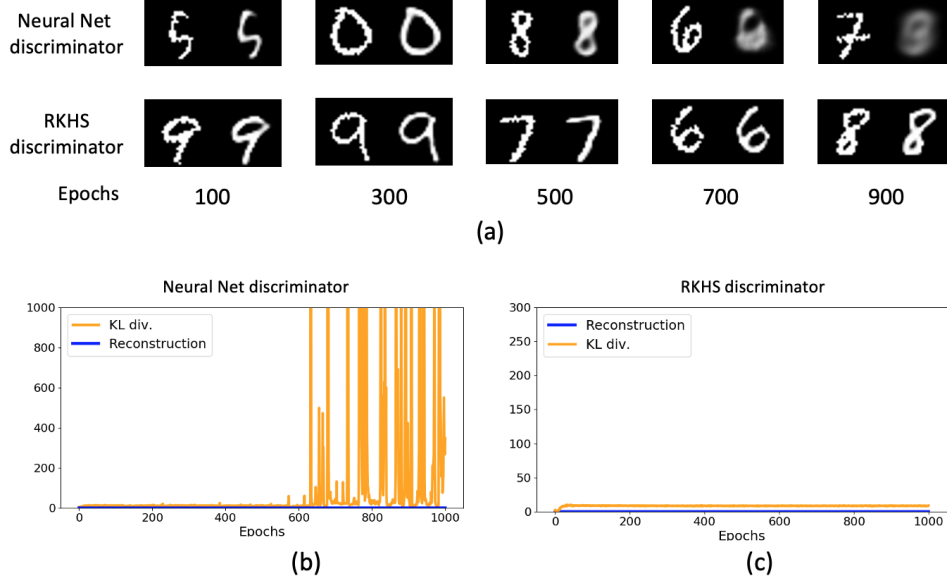 Neural Net
discriminator
RKHS
discriminator
Epochs 100 300 500 700 900
(a)
Neural Net discriminator
1000
800
600
400
200
0
KL div.
Reconstruction
0 200 400 600 800 1000
Epochs
(b)
RKHS discriminator
300
250
200
150
100
50
0
Reconstruction
KL div.
0 200 400 600 800 1000
Epochs
(c)